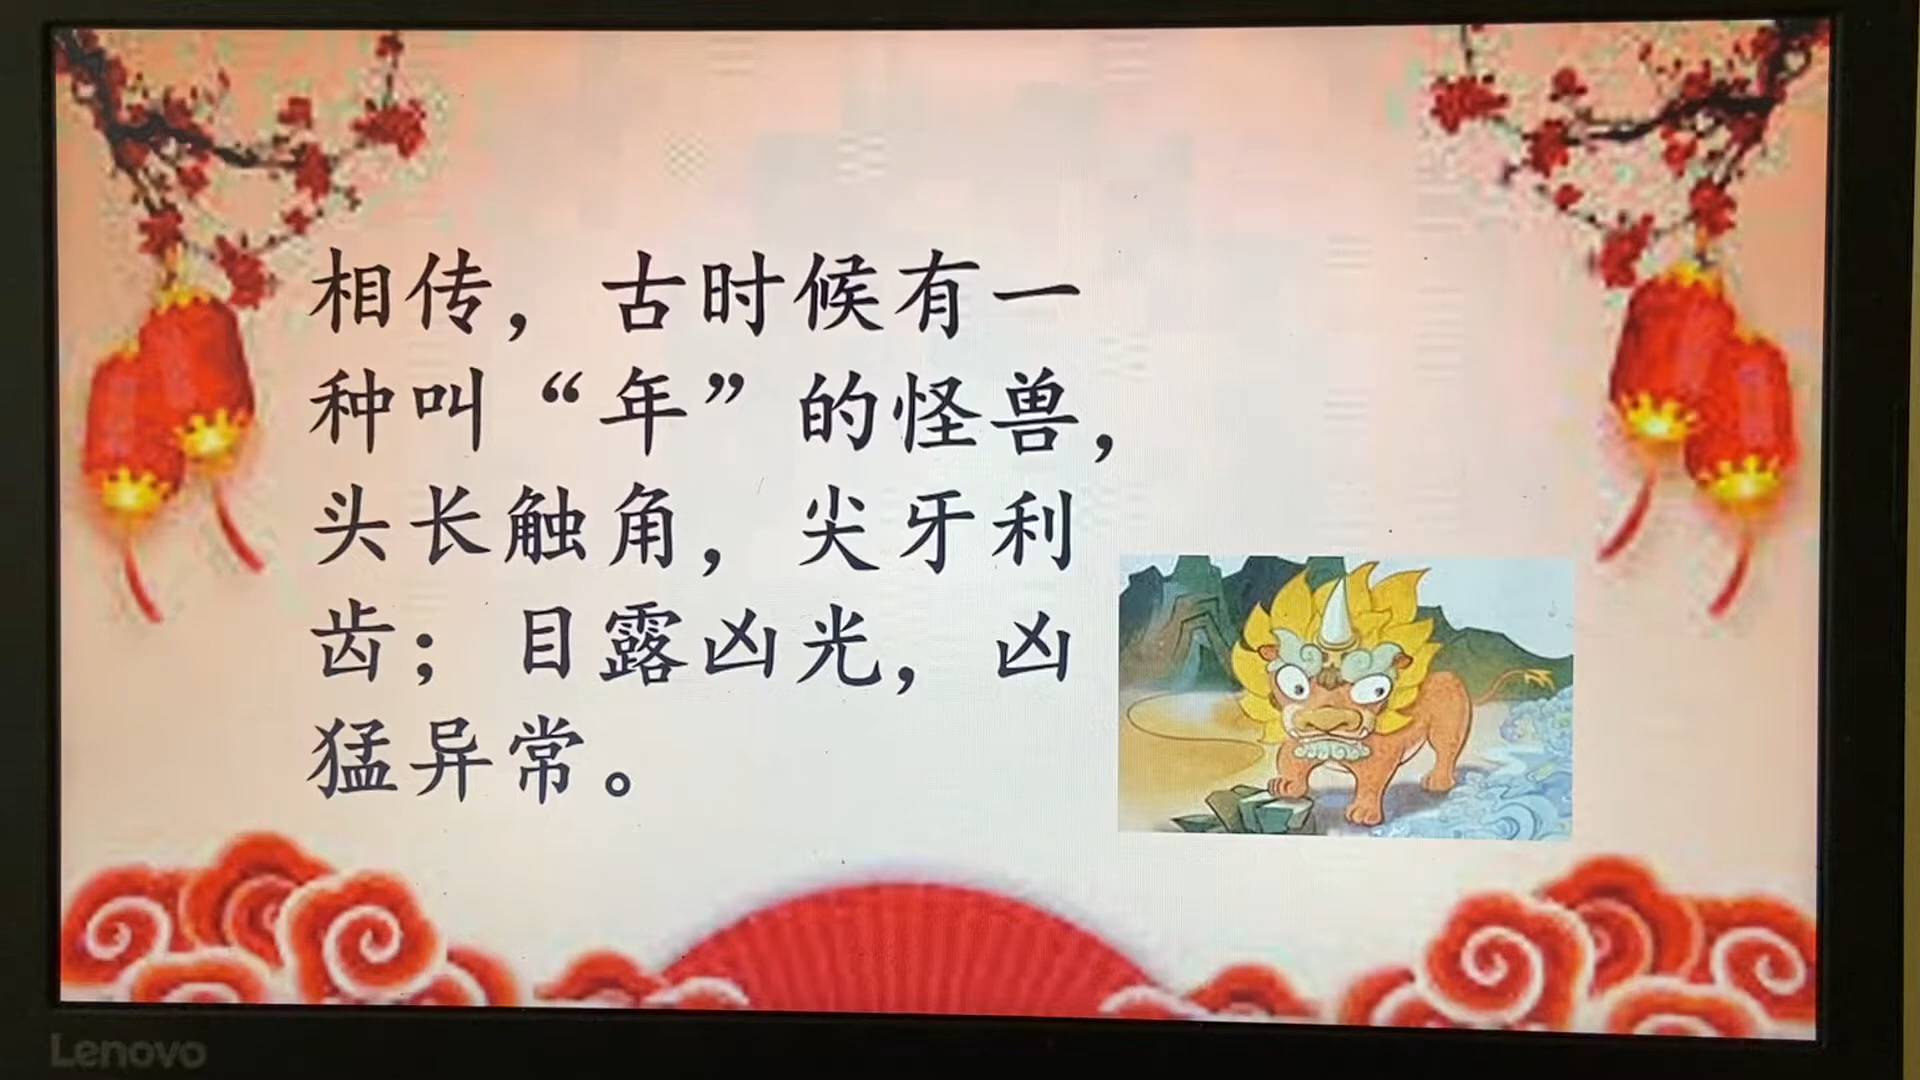 相传，古时候有一
种叫“年”的怪兽，
头长触角，尖牙利
齿；目露凶光，凶
猛异常。
Lenovo